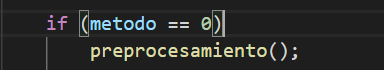 if (metodo == 0)
preprocesamiento();